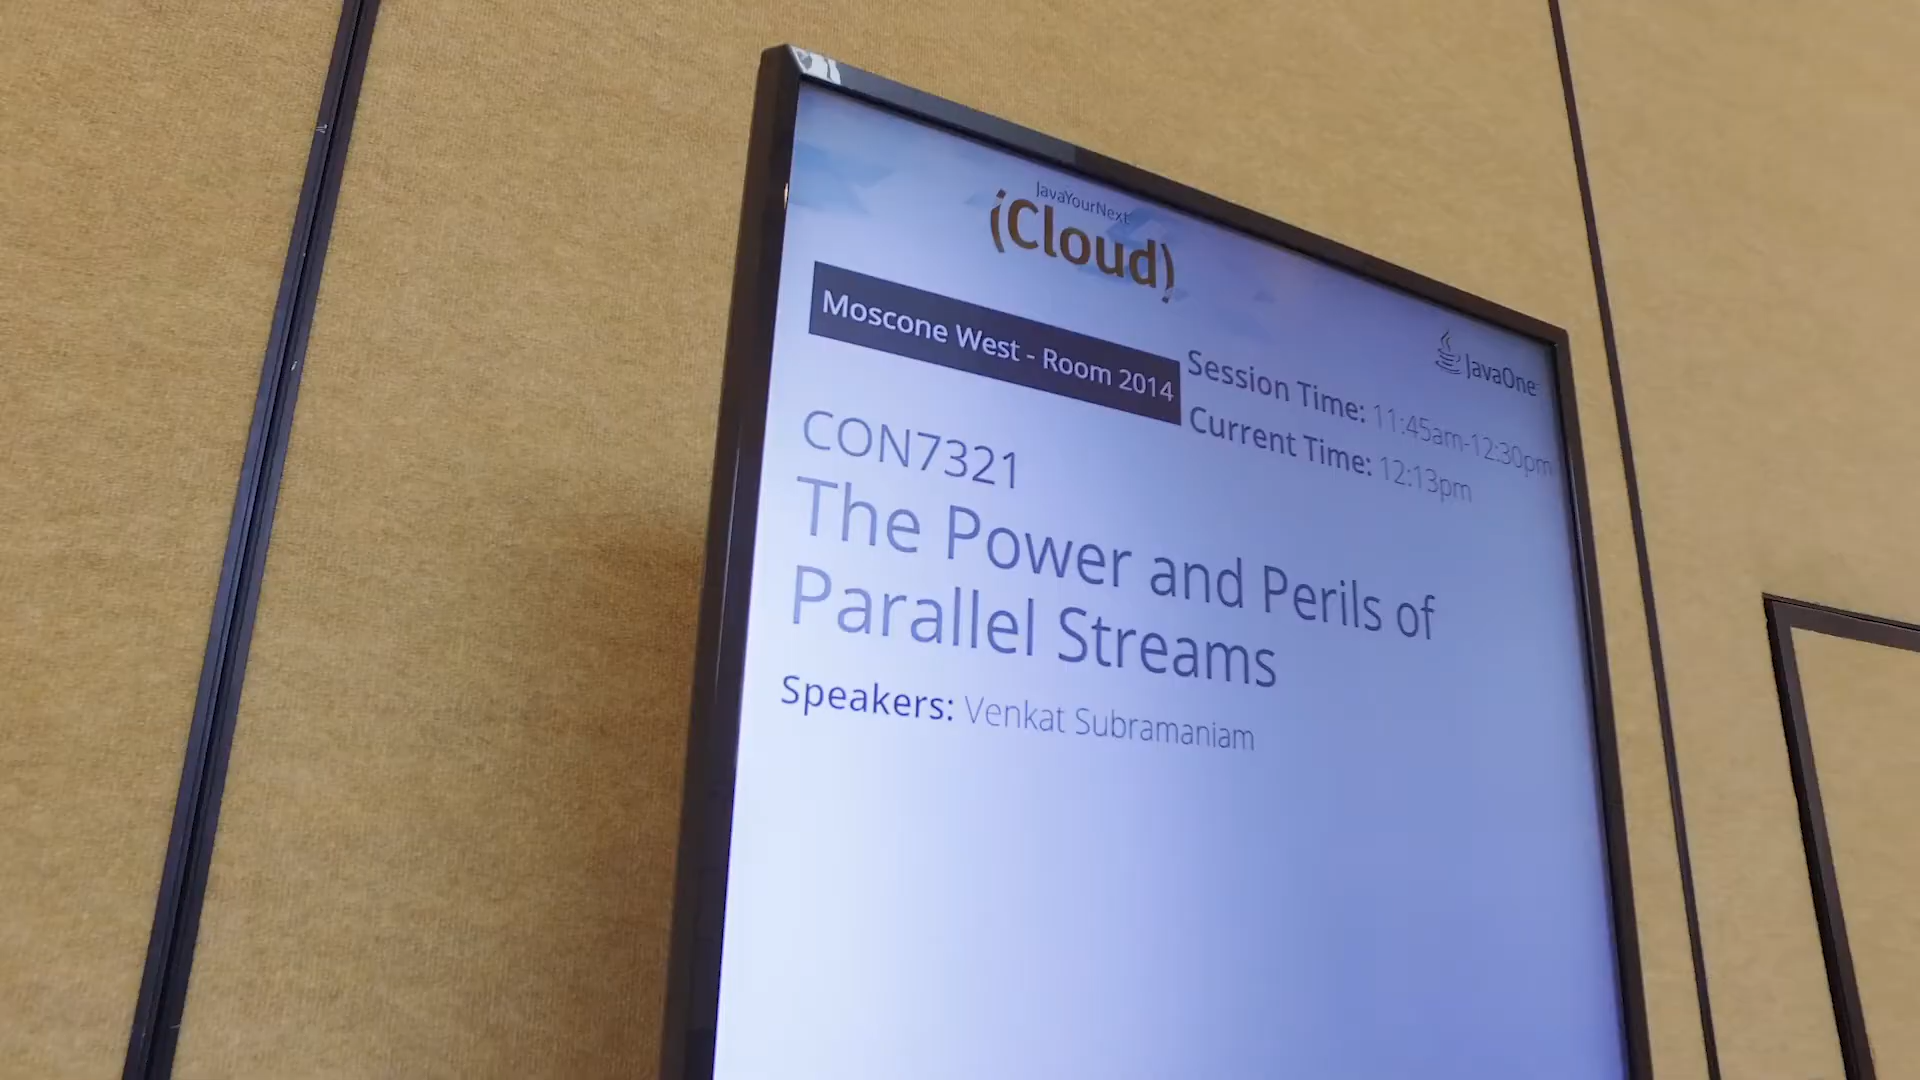 JavaYourNext
(Cloud)
JavaOne
Moscone West - Room 2014
Session Time: 11:45am-12:30pm
Current Time: 12:13pm
CON7321
The Power and Perils of
Parallel Streams
Speakers: Venkat Subramaniam